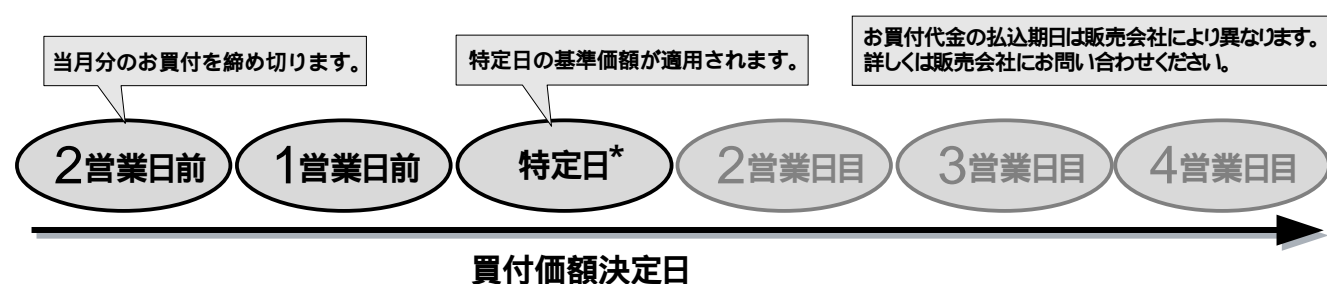 当月分のお買付を締め切ります。
特定日の基準価額が適用されます。
お買付代金の払込期日は販売会社により異なります。
詳しくは販売会社にお問い合わせください。
2営業日前
1営業日前
特定日*
2営業日目
3営業日目
4営業日目
買付価額決定日